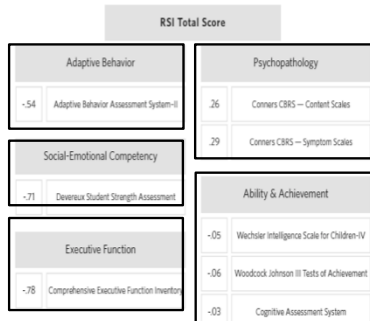 RSI Total Score
Adaptive Behavior
-.54 Adaptive Behavior Assessment System-II
Social-Emotional Competency
-.71 Devereux Student Strength Assessment
Executive Function
-.78 Comprehensive Executive Function Inventory
Psychopathology
.26 Conners CBRS — Content Scales
.29 Conners CBRS — Symptom Scales
Ability & Achievement
-.05 Wechsler Intelligence Scale for Children-IV
-.06 Woodcock Johnson III Tests of Achievement
-.03 Cognitive Assessment System